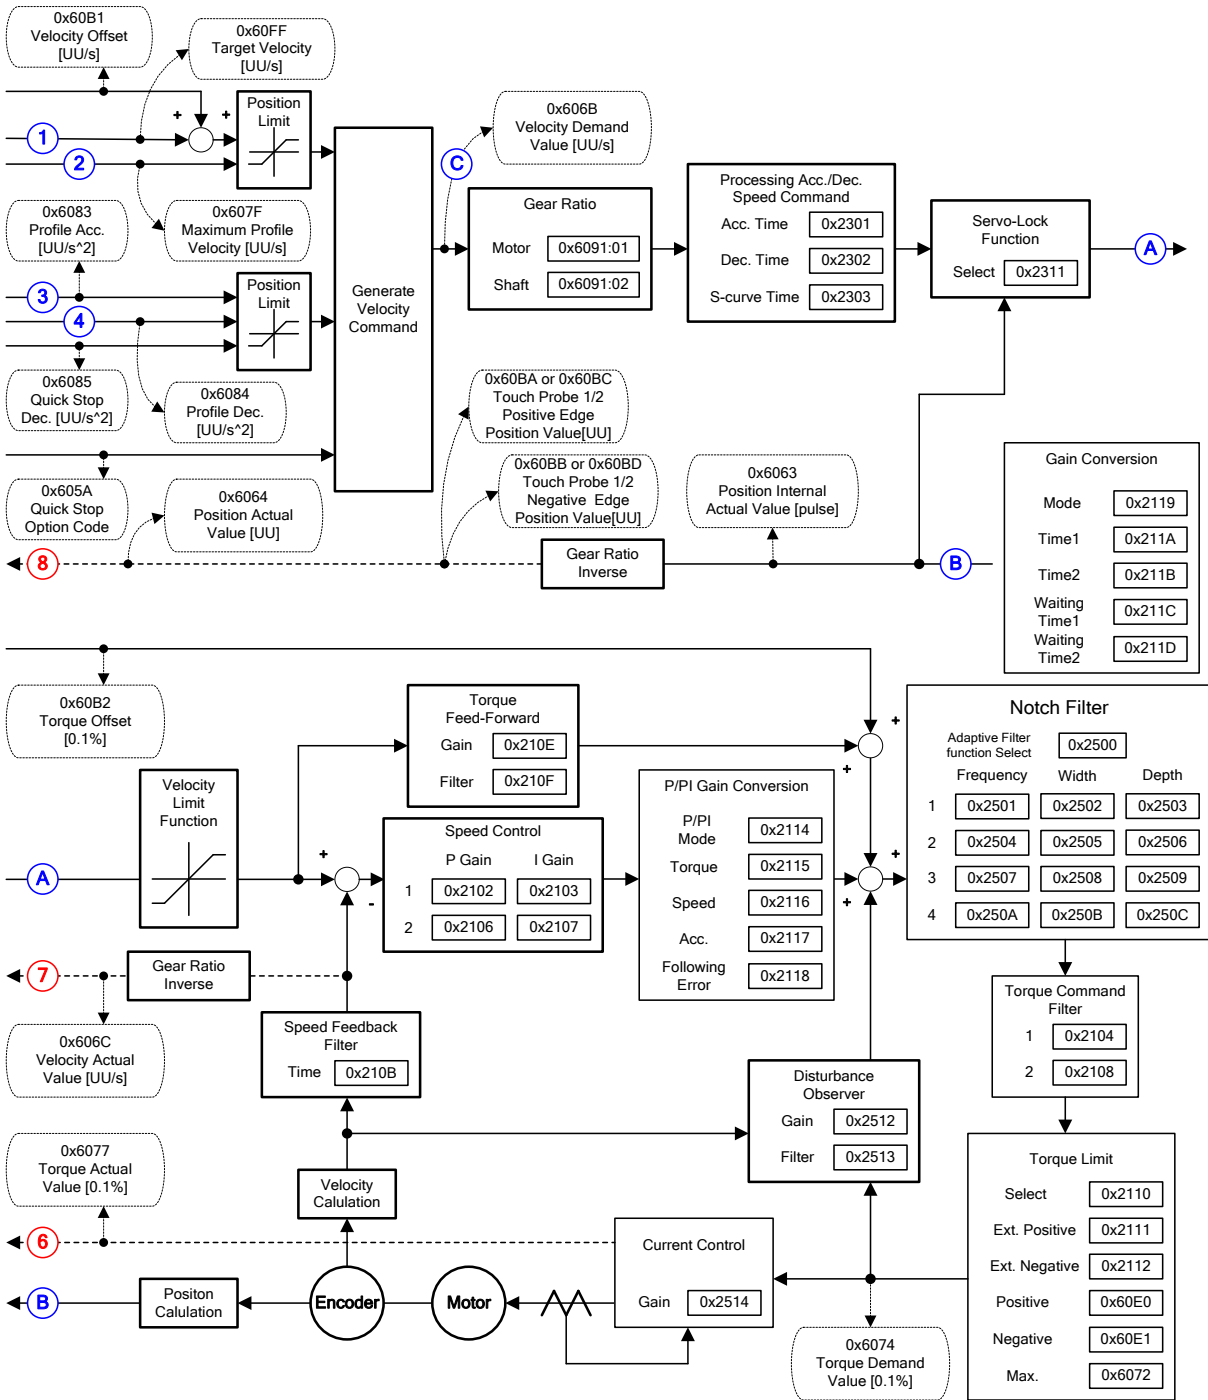 0x60B1
Velocity Offset
[UU/s]
0x60FF
Target Velocity
[UU/s]
+
+
1
2
Position
Limit
0x606B
Velocity Demand
Value [UU/s]
C
0x6083
Profile Acc.
[UU/s^2]
0x607F
Maximum Profile
Velocity [UU/s]
3
4
Position
Limit
Generate
Velocity
Command
Gear Ratio
Motor
0x6091:01
Shaft
0x6091:02
Processing Acc./Dec.
Speed Command
Acc. Time
0x2301
Dec. Time
0x2302
S-curve Time
0x2303
Servo-Lock
Function
Select
0x2311
A
0x6085
Quick Stop
Dec. [UU/s^2]
0x6084
Profile Dec.
[UU/s^2]
0x60BA or 0x60BC
Touch Probe 1/2
Positive Edge
Position Value[UU]
0x605A
Quick Stop
Option Code
0x6064
Position Actual
Value [UU]
0x60BB or 0x60BD
Touch Probe 1/2
Negative Edge
Position Value[UU]
0x6063
Position Internal
Actual Value [pulse]
8
Gear Ratio
Inverse
B
Gain Conversion
Mode
0x2119
Time1
0x211A
Time2
0x211B
Waiting
Time1
0x211C
Waiting
Time2
0x211D
0x60B2
Torque Offset
[0.1%]
Torque
Feed-Forward
Gain
0x210E
Filter
0x210F
+
+
Velocity
Limit
Function
A
+
-
Speed Control
P Gain
I Gain
1
0x2102
0x2103
2
0x2106
0x2107
P/PI Gain Conversion
P/PI
Mode
0x2114
Torque
0x2115
Speed
0x2116
Acc.
0x2117
Following
Error
0x2118
+
+
Notch Filter
Adaptive Filter
function Select
0x2500
Frequency
Width
Depth
1
0x2501
0x2502
0x2503
2
0x2504
0x2505
0x2506
3
0x2507
0x2508
0x2509
4
0x250A
0x250B
0x250C
7
Gear Ratio
Inverse
0x606C
Velocity Actual
Value [UU/s]
Speed Feedback
Filter
Time
0x210B
Torque Command
Filter
1
0x2104
2
0x2108
Disturbance
Observer
Gain
0x2512
Filter
0x2513
0x6077
Torque Actual
Value [0.1%]
Velocity
Calulation
6
Current Control
Gain
0x2514
Torque Limit
Select
0x2110
Ext. Positive
0x2111
Ext. Negative
0x2112
Positive
0x60E0
Negative
0x60E1
Max.
0x6072
B
Positon
Calulation
Encoder
Motor
0x6074
Torque Demand
Value [0.1%]